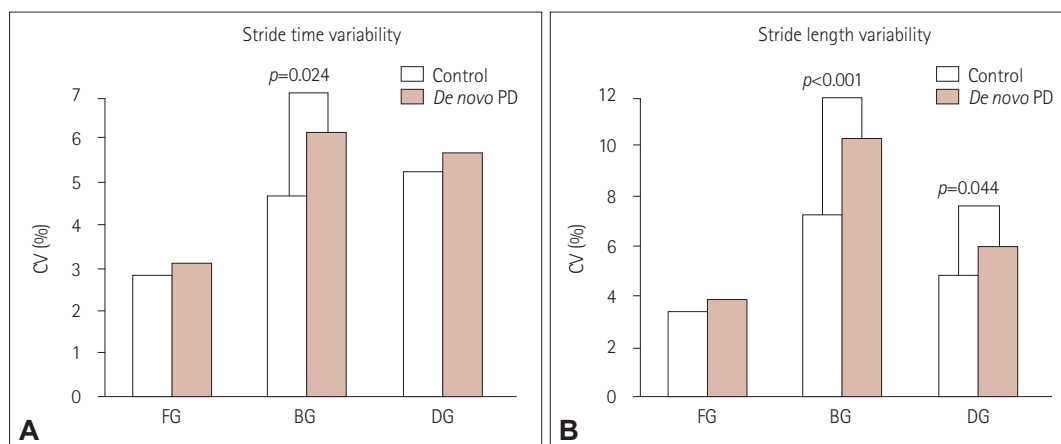 Stride time variability
Control
De novo PD
p=0.024
7
6
5
4
3
2
1
0
CV (%)
FG
BG
DG
A
Stride length variability
Control
De novo PD
p<0.001
p=0.044
12
10
8
6
4
2
0
CV (%)
FG
BG
DG
B